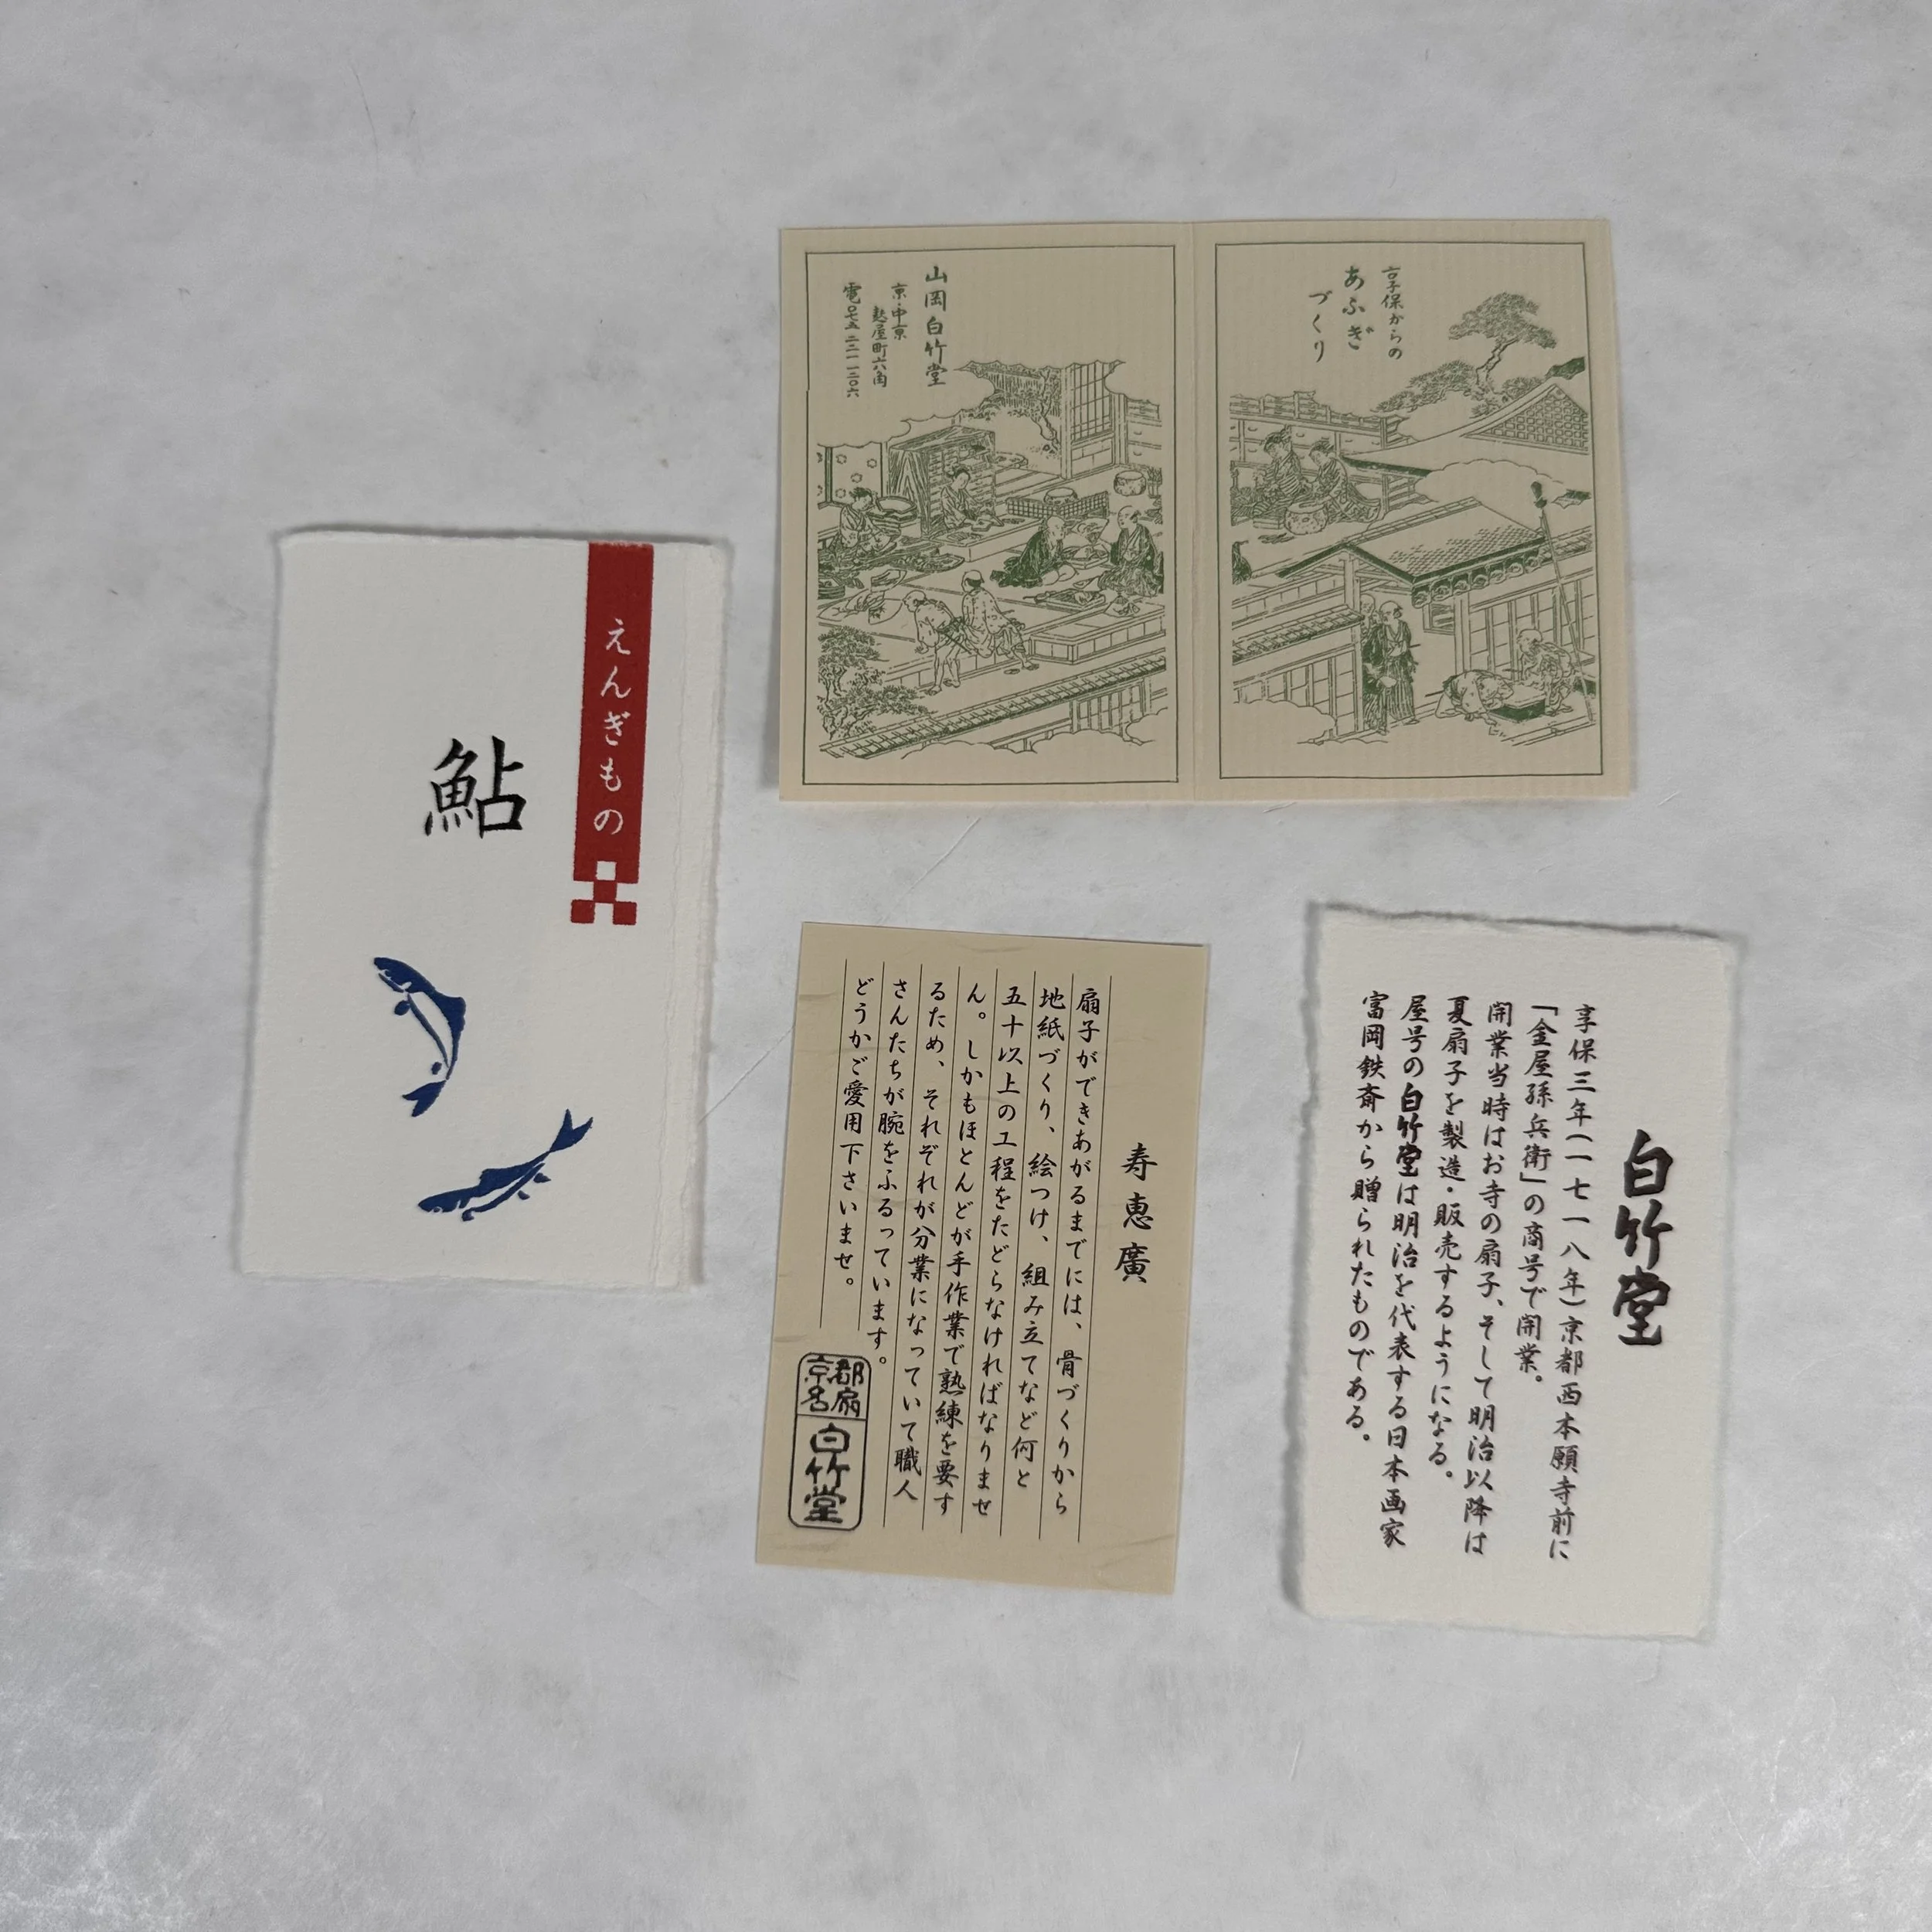 えんぎもの
鮎
享保からの
あふぎ
づくり
山岡白竹堂
京・中京
麩屋町六角
電〇七五 二二一 一三〇六
寿恵廣
扇子ができあがるまでには、骨づくりから
地紙づくり、絵つけ、組み立てなど何と
五十以上の工程をたどらなければなりませ
ん。しかもほとんどが手作業で熟練を要す
るため、それぞれが分業になっていて職人
さんたちが腕をふるっています。
どうかご愛用下さいませ。
京都
名扇
白竹堂
白竹堂
享保三年(一七一八年)京都西本願寺前に
「金屋孫兵衛」の商号で開業。
開業当時はお寺の扇子、そして明治以降は
夏扇子を製造・販売するようになる。
屋号の白竹堂は明治を代表する日本画家
富岡鉄斎から贈られたものである。